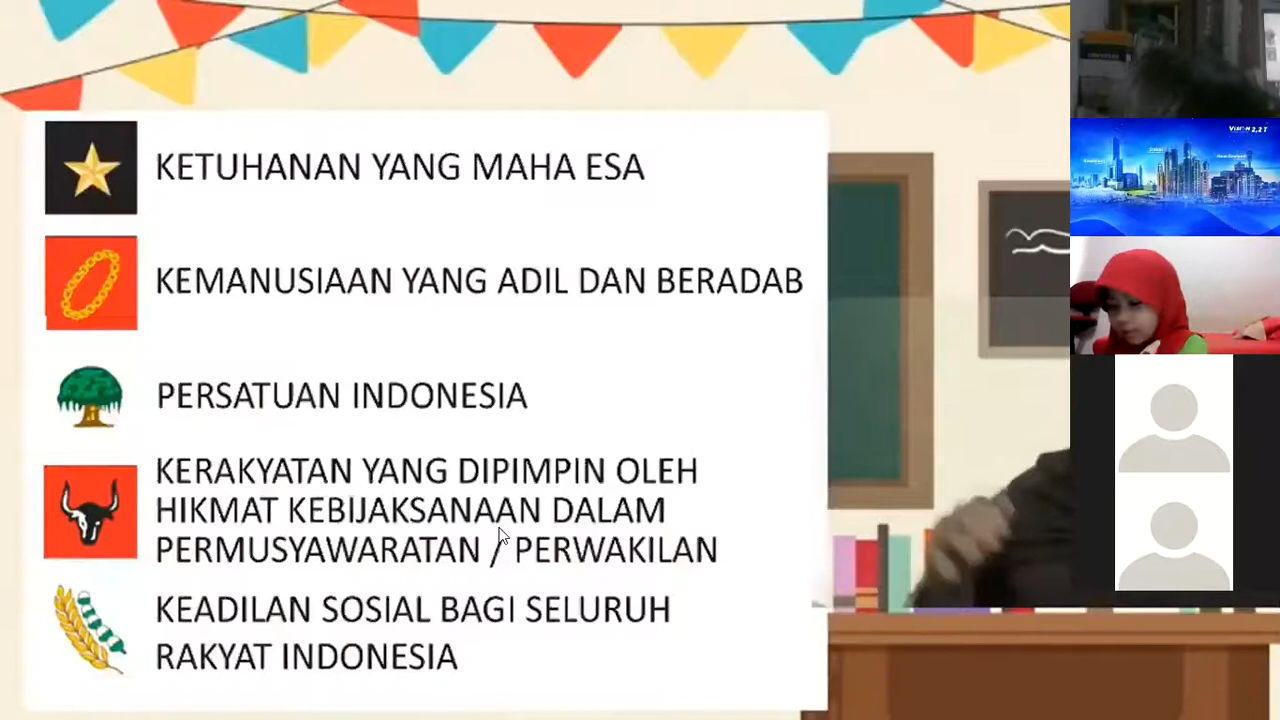 KETUHANAN YANG MAHA ESA
KEMANUSIAAN YANG ADIL DAN BERADAB
PERSATUAN INDONESIA
KERAKYATAN YANG DIPIMPIN OLEH
HIKMAT KEBIJAKSANAAN DALAM
PERMUSYAWARATAN / PERWAKILAN
KEADILAN SOSIAL BAGI SELURUH
RAKYAT INDONESIA